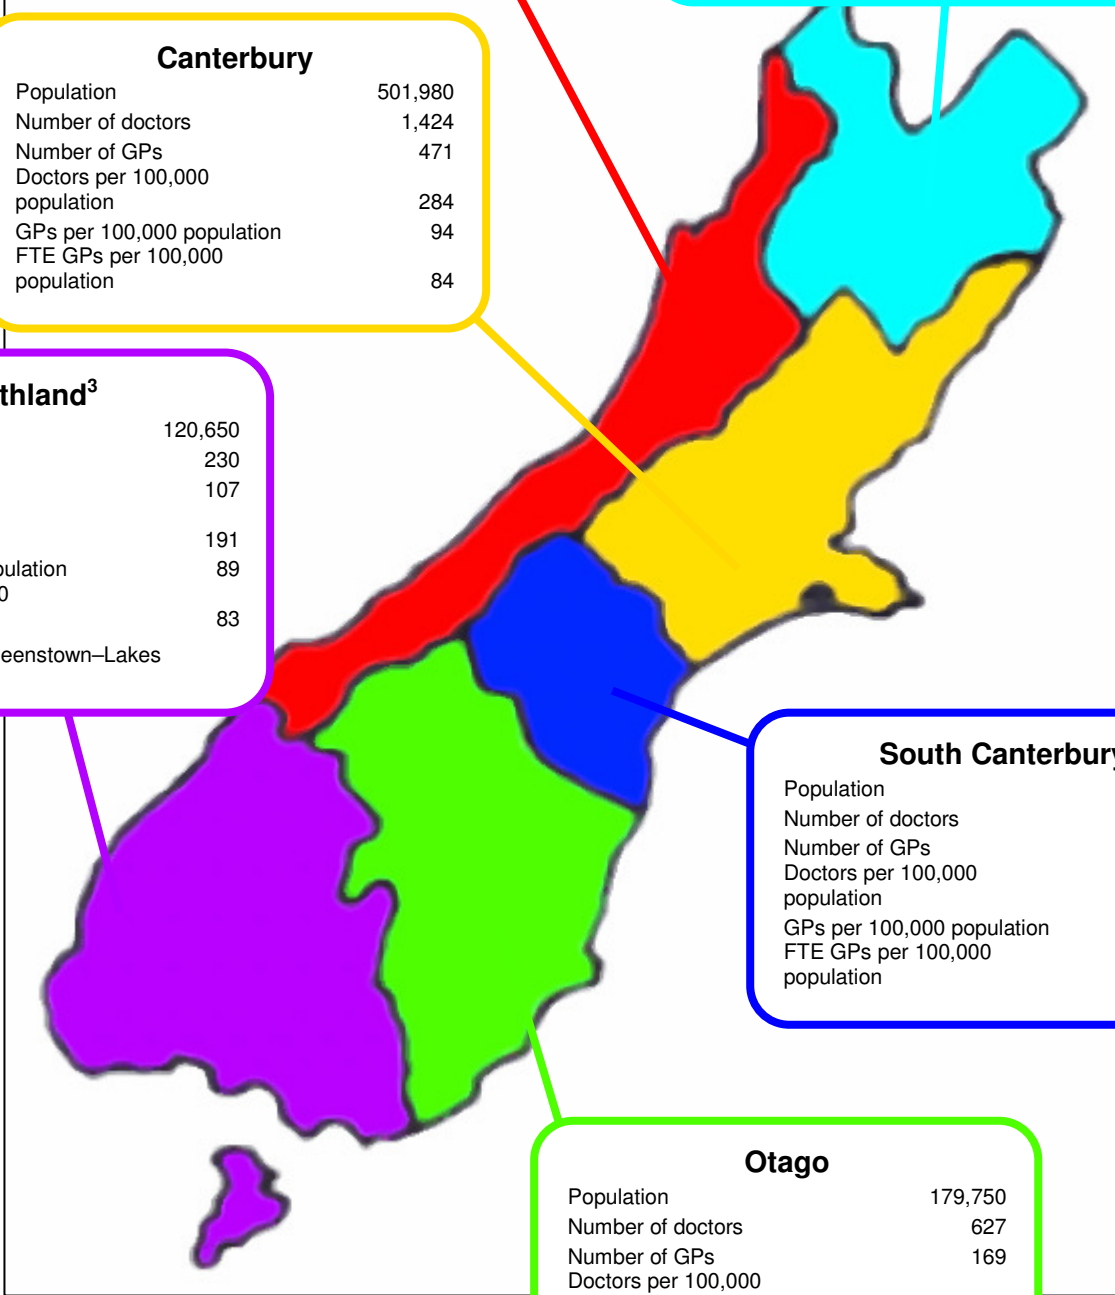 Canterbury
Population 501,980
Number of doctors 1,424
Number of GPs 471
Doctors per 100,000
population 284
GPs per 100,000 population 94
FTE GPs per 100,000
population 84
thland³
120,650
230
107
191
pulation 89
0
83
eenstown–Lakes
South Canterbury
Population
Number of doctors
Number of GPs
Doctors per 100,000
population
GPs per 100,000 population
FTE GPs per 100,000
population
Otago
Population 179,750
Number of doctors 627
Number of GPs 169
Doctors per 100,000